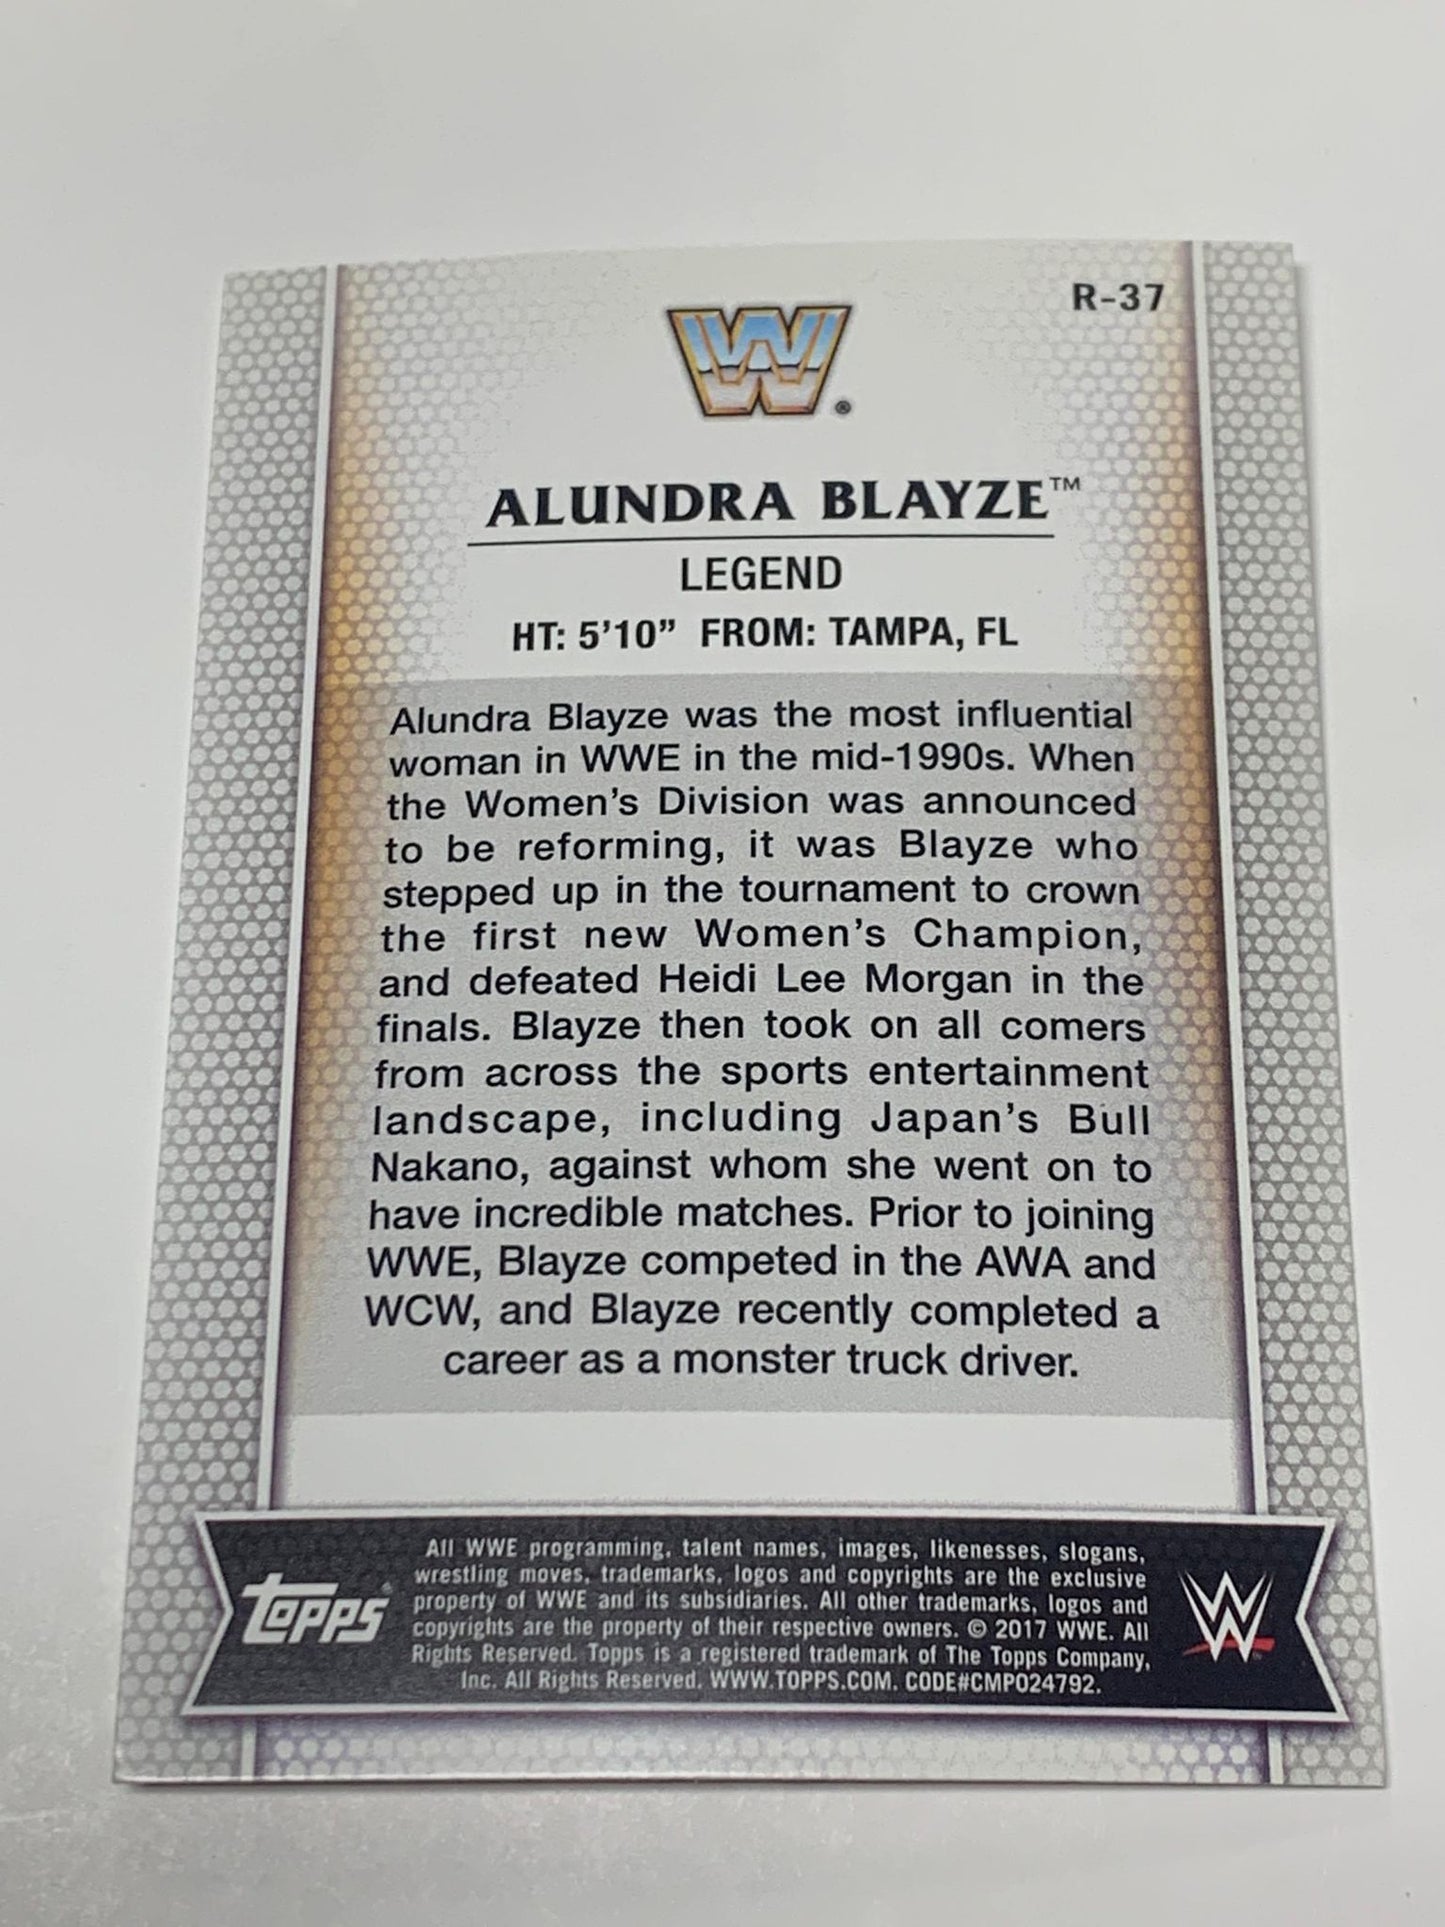 R-37
W
®
ALUNDRA BLAYZE™
LEGEND
HT: 5'10” FROM: TAMPA, FL
Alundra Blayze was the most influential
woman in WWE in the mid-1990s. When
the Women's Division was announced
to be reforming, it was Blayze who
stepped up in the tournament to crown
the first new Women's Champion,
and defeated Heidi Lee Morgan in the
finals. Blayze then took on all comers
from across the sports entertainment
landscape, including Japan's Bull
Nakano, against whom she went on to
have incredible matches. Prior to joining
WWE, Blayze competed in the AWA and
WCW, and Blayze recently completed a
career as a monster truck driver.
TOPPS®
All WWE programming, talent names, images, likenesses, slogans,
wrestling moves, trademarks, logos and copyrights are the exclusive
property of WWE and its subsidiaries. All other trademarks, logos and
copyrights are the property of their respective owners. © 2017 WWE. All
Rights Reserved. Topps is a registered trademark of The Topps Company,
Inc. All Rights Reserved. WWW.TOPPS.COM. CODE#CMP024792.
W